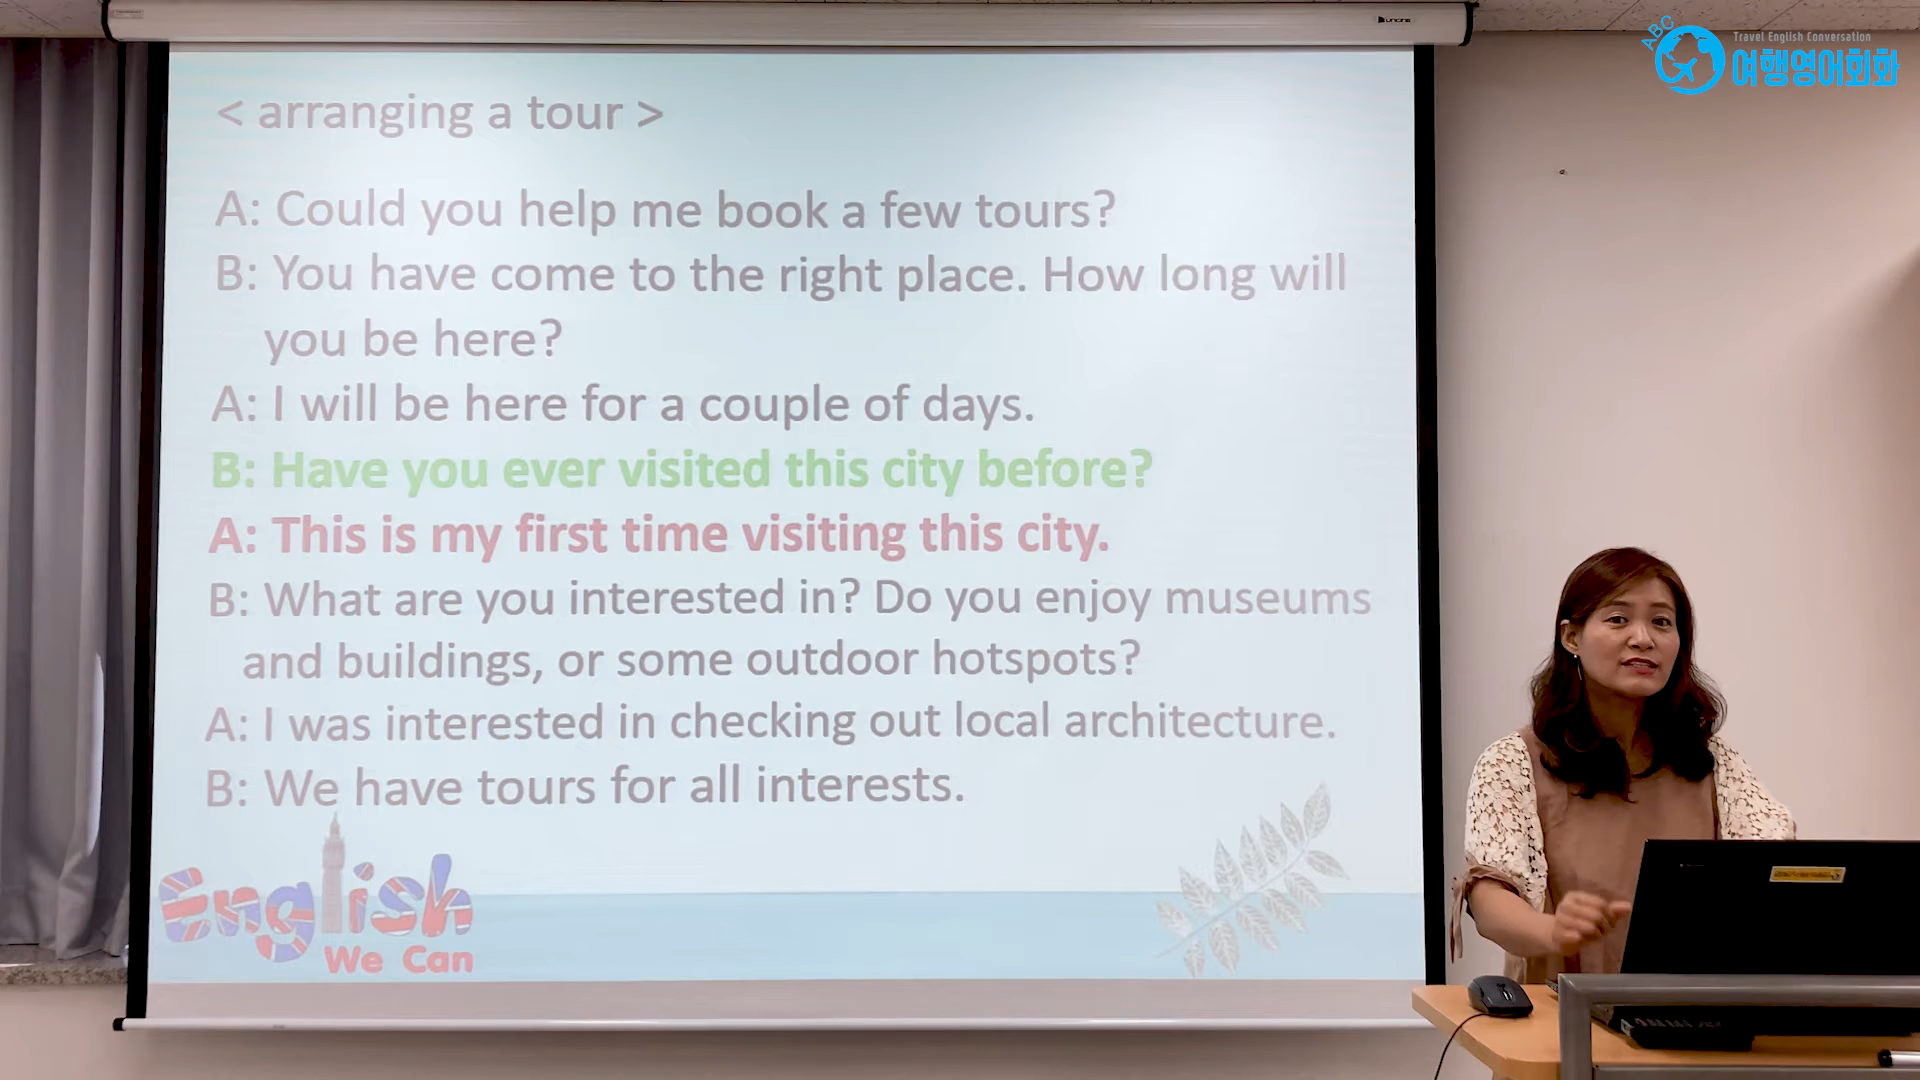 ABC
Travel English Conversation
여행영어회화
< arranging a tour >
A: Could you help me book a few tours?
B: You have come to the right place. How long will
you be here?
A: I will be here for a couple of days.
B: Have you ever visited this city before?
A: This is my first time visiting this city.
B: What are you interested in? Do you enjoy museums
and buildings, or some outdoor hotspots?
A: I was interested in checking out local architecture.
B: We have tours for all interests.
English
We Can